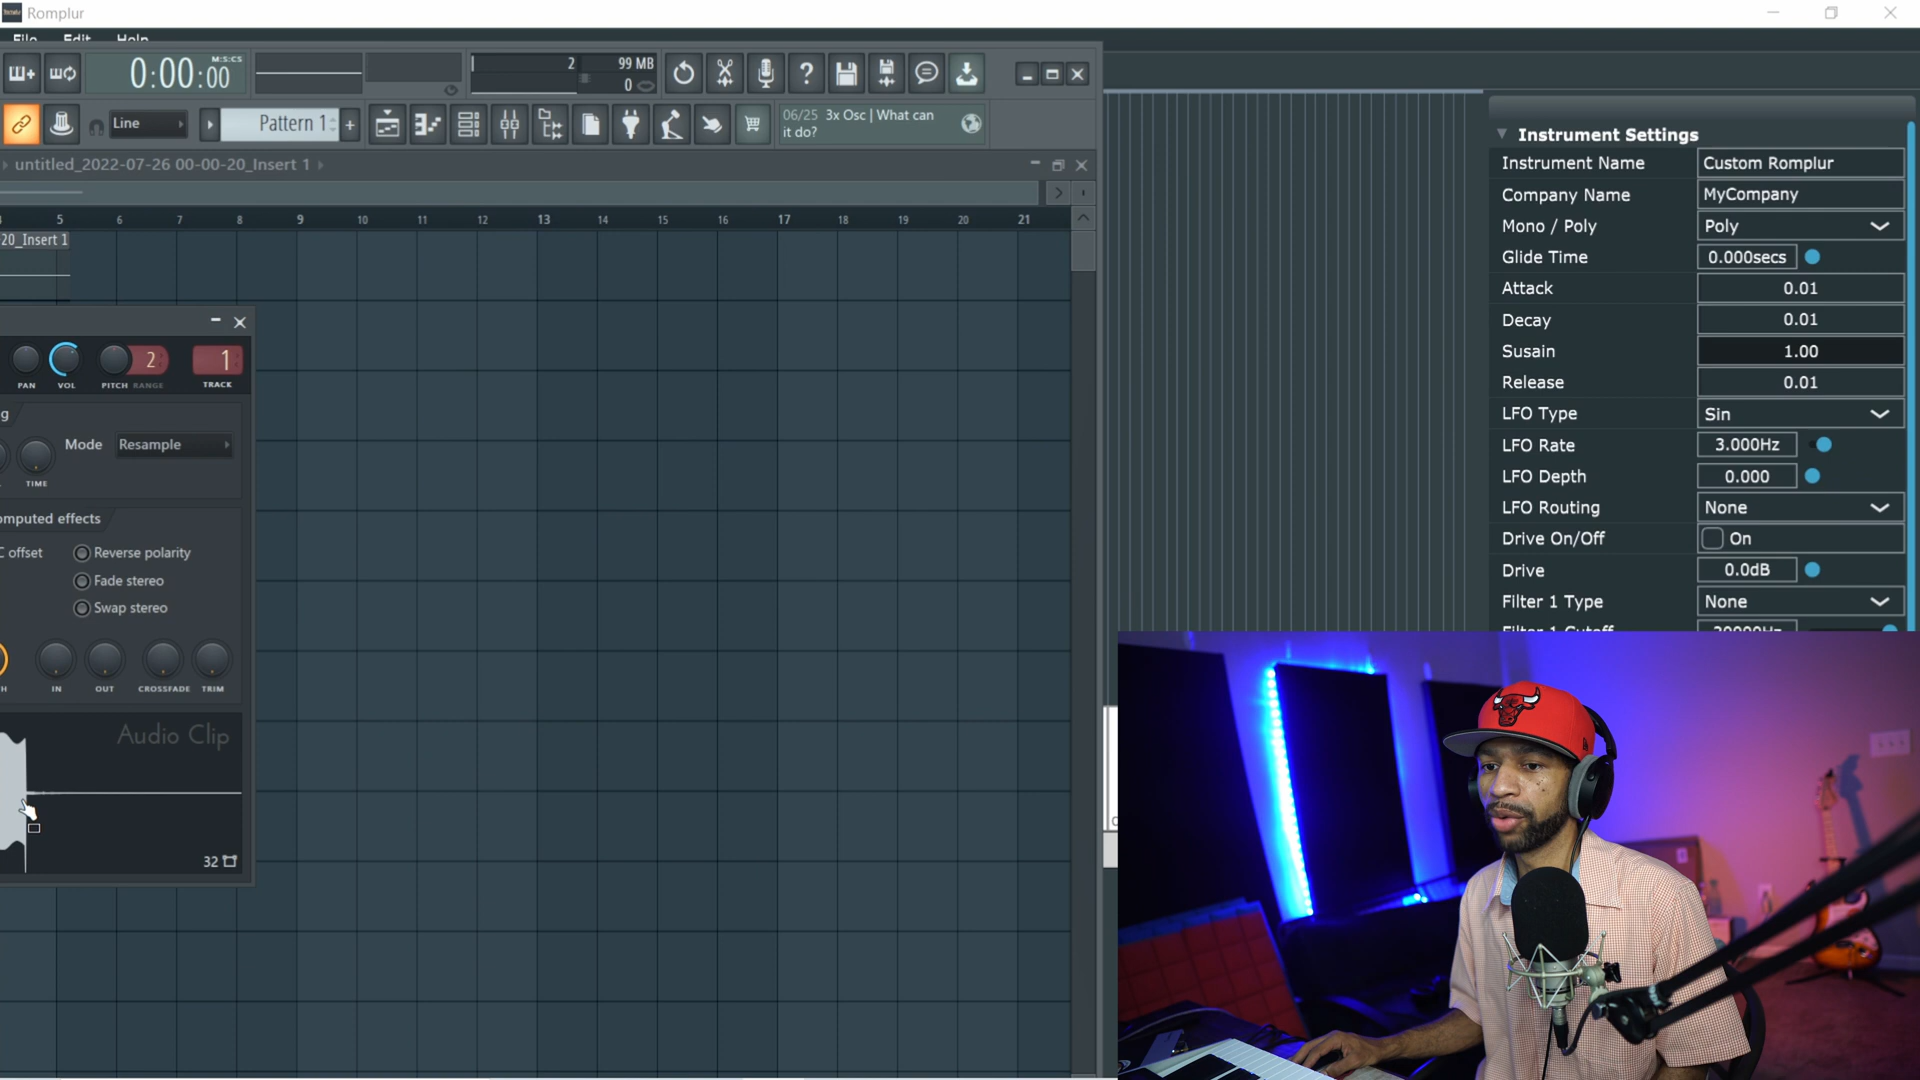 Romplur
File Edit Help
0:00:00
M:S:CS
2
99 MB
0
Line
Pattern 1
+
06/25 3x Osc | What can
it do?
untitled_2022-07-26 00-00-20_Insert 1
5 6 7 8 9 10 11 12 13 14 15 16 17 18 19 20 21
20_Insert 1
2
1
PAN VOL PITCH RANGE TRACK
g
Mode Resample
TIME
omputed effects
C offset
Reverse polarity
Fade stereo
Swap stereo
H IN OUT CROSSFADE TRIM
Audio Clip
32
Instrument Settings
Instrument Name Custom Romplur
Company Name MyCompany
Mono / Poly Poly
Glide Time 0.000secs
Attack 0.01
Decay 0.01
Susain 1.00
Release 0.01
LFO Type Sin
LFO Rate 3.000Hz
LFO Depth 0.000
LFO Routing None
Drive On/Off On
Drive 0.0dB
Filter 1 Type None
Filter 1 Cutoff 20000Hz